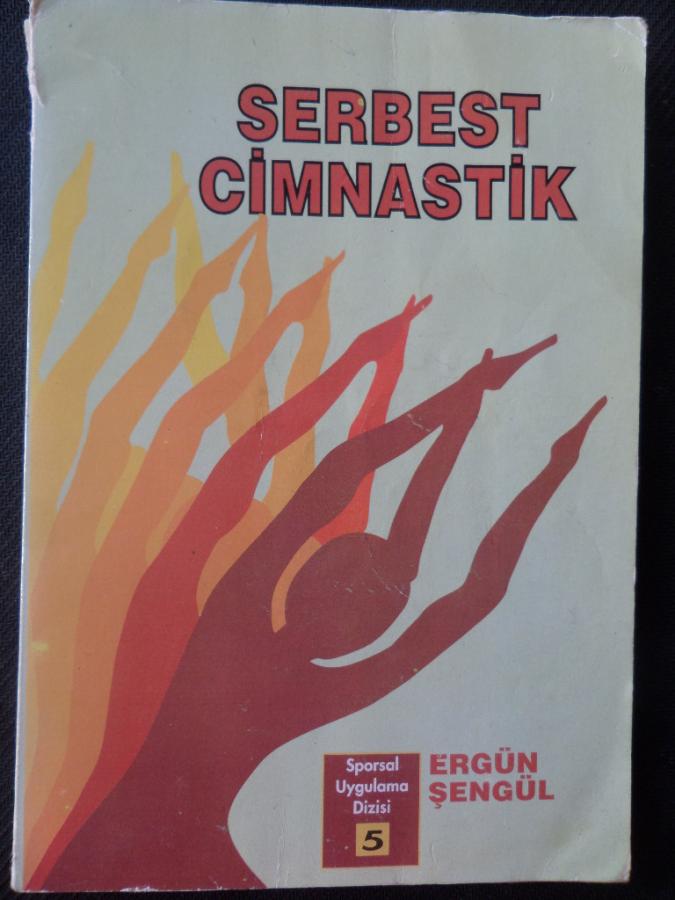 SERBEST
CİMNASTİK
Sporsal
Uygulama
Dizisi
5
ERGÜN
ŞENGÜL